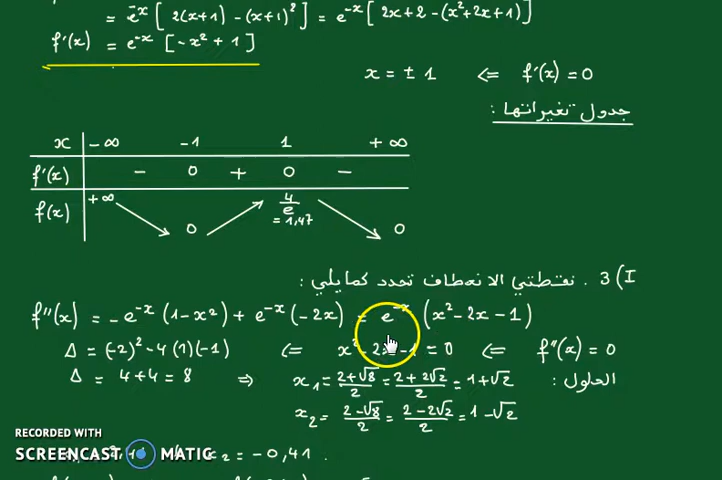 = e^-x [ 2(x+1) - (x+1)² ] = e^-x [ 2x+2 - (x²+2x+1) ]
f'(x) = e^-x [ -x² + 1 ]
x = ± 1 <= f'(x) = 0
جدول تغيراتها :
x -∞ -1 1 +∞
f'(x) - 0 + 0 -
f(x) +∞ 0 4/e = 1,47 0
I) 3 . نقطتي الانعطاف تحدد كمايلي :
f''(x) = -e^-x (1-x²) + e^-x (-2x) = e^-x (x²-2x-1)
Δ = (-2)² - 4(1)(-1) <= x²-2x-1 = 0 <= f''(x) = 0
Δ = 4+4 = 8 => x₁ = (2+√8)/2 = (2+2√2)/2 = 1+√2 الحلول :
x₂ = (2-√8)/2 = (2-2√2)/2 = 1-√2
RECORDED WITH
SCREENCAST MATIC
₂ = -0,41 .